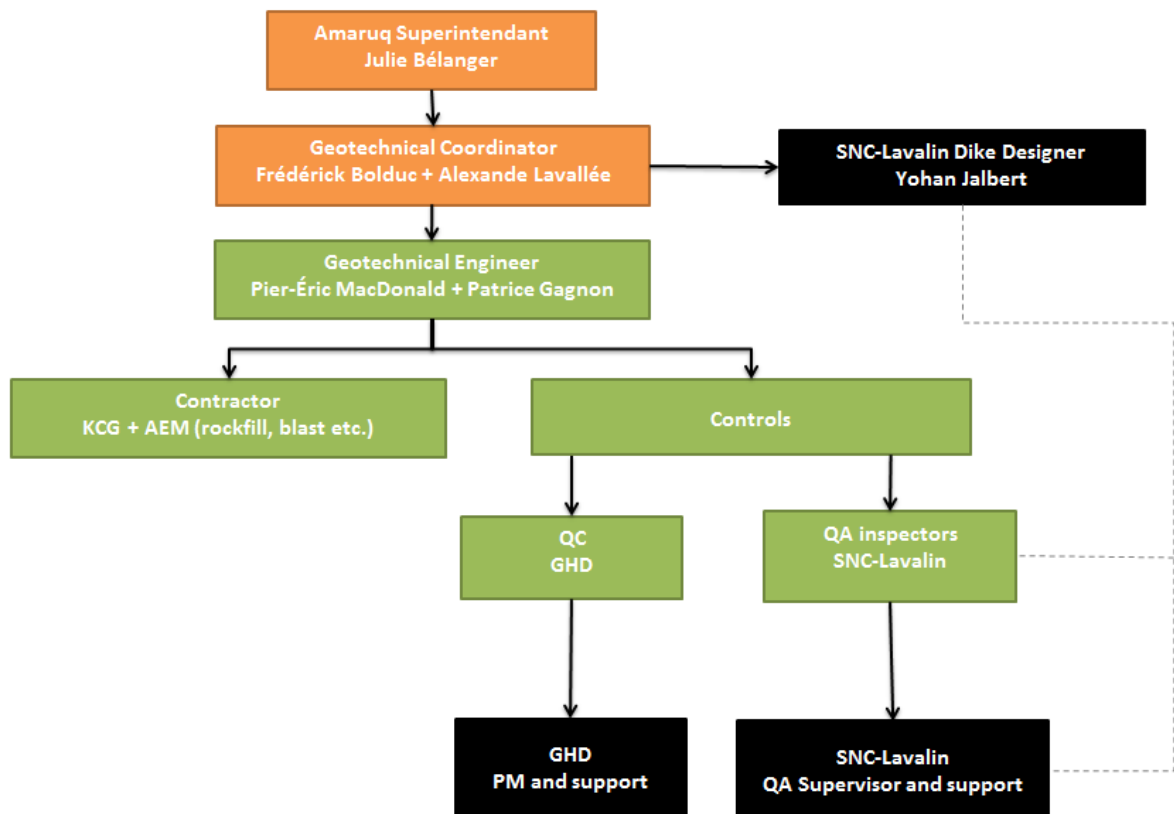 Amaruq Superintendant
Julie Bélanger
Geotechnical Coordinator
Frédérick Bolduc + Alexande Lavallée
SNC-Lavalin Dike Designer
Yohan Jalbert
Geotechnical Engineer
Pier-Éric MacDonald + Patrice Gagnon
Contractor
KCG + AEM (rockfill, blast etc.)
Controls
QC
GHD
QA inspectors
SNC-Lavalin
GHD
PM and support
SNC-Lavalin
QA Supervisor and support